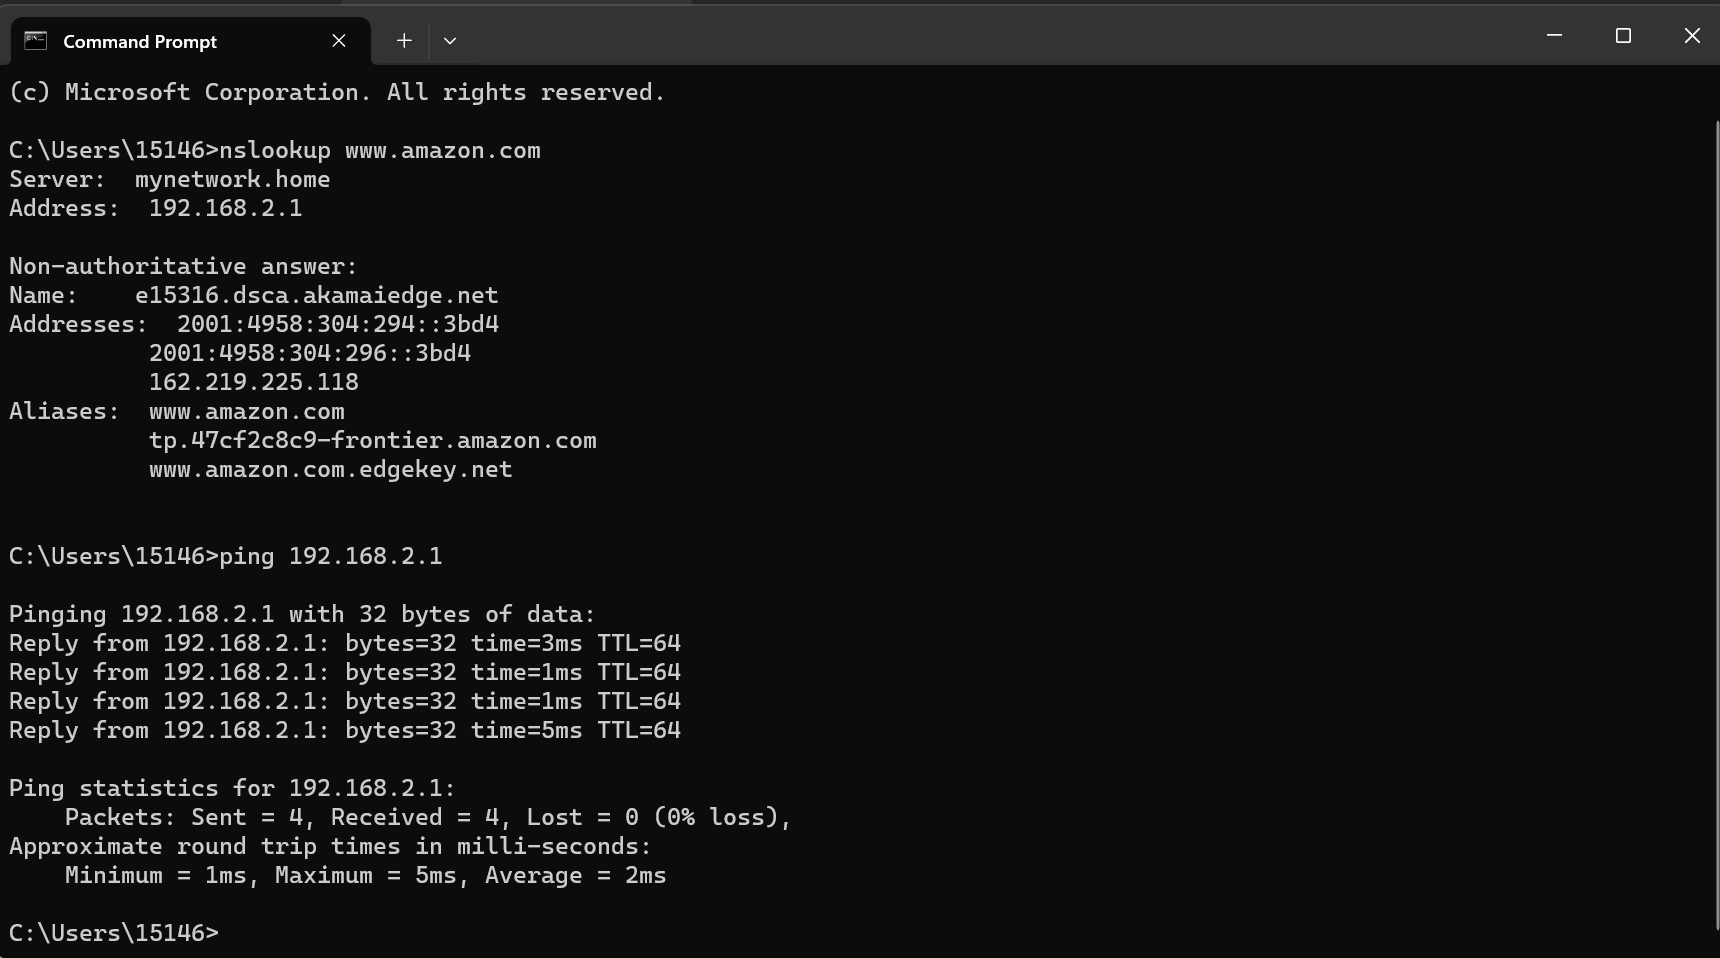 Command Prompt
(c) Microsoft Corporation. All rights reserved.
C:\Users\15146>nslookup www.amazon.com
Server:  mynetwork.home
Address:  192.168.2.1
Non-authoritative answer:
Name:    e15316.dsca.akamaiedge.net
Addresses:  2001:4958:304:294::3bd4
2001:4958:304:296::3bd4
162.219.225.118
Aliases:  www.amazon.com
tp.47cf2c8c9-frontier.amazon.com
www.amazon.com.edgekey.net
C:\Users\15146>ping 192.168.2.1
Pinging 192.168.2.1 with 32 bytes of data:
Reply from 192.168.2.1: bytes=32 time=3ms TTL=64
Reply from 192.168.2.1: bytes=32 time=1ms TTL=64
Reply from 192.168.2.1: bytes=32 time=1ms TTL=64
Reply from 192.168.2.1: bytes=32 time=5ms TTL=64
Ping statistics for 192.168.2.1:
Packets: Sent = 4, Received = 4, Lost = 0 (0% loss),
Approximate round trip times in milli-seconds:
Minimum = 1ms, Maximum = 5ms, Average = 2ms
C:\Users\15146>